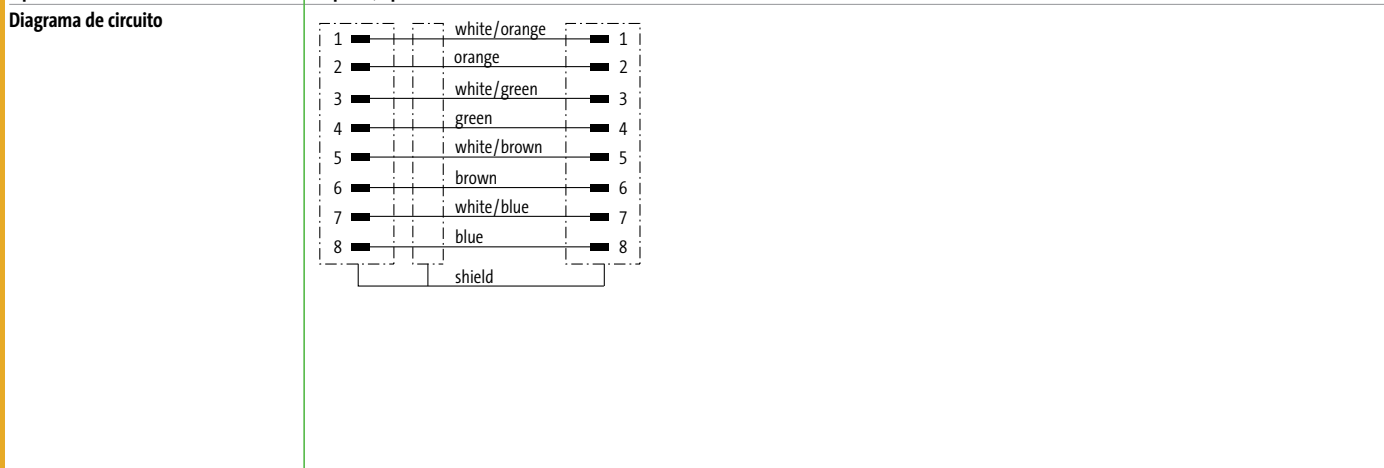 Diagrama de circuito
1 white/orange 1
2 orange 2
3 white/green 3
4 green 4
5 white/brown 5
6 brown 6
7 white/blue 7
8 blue 8
shield